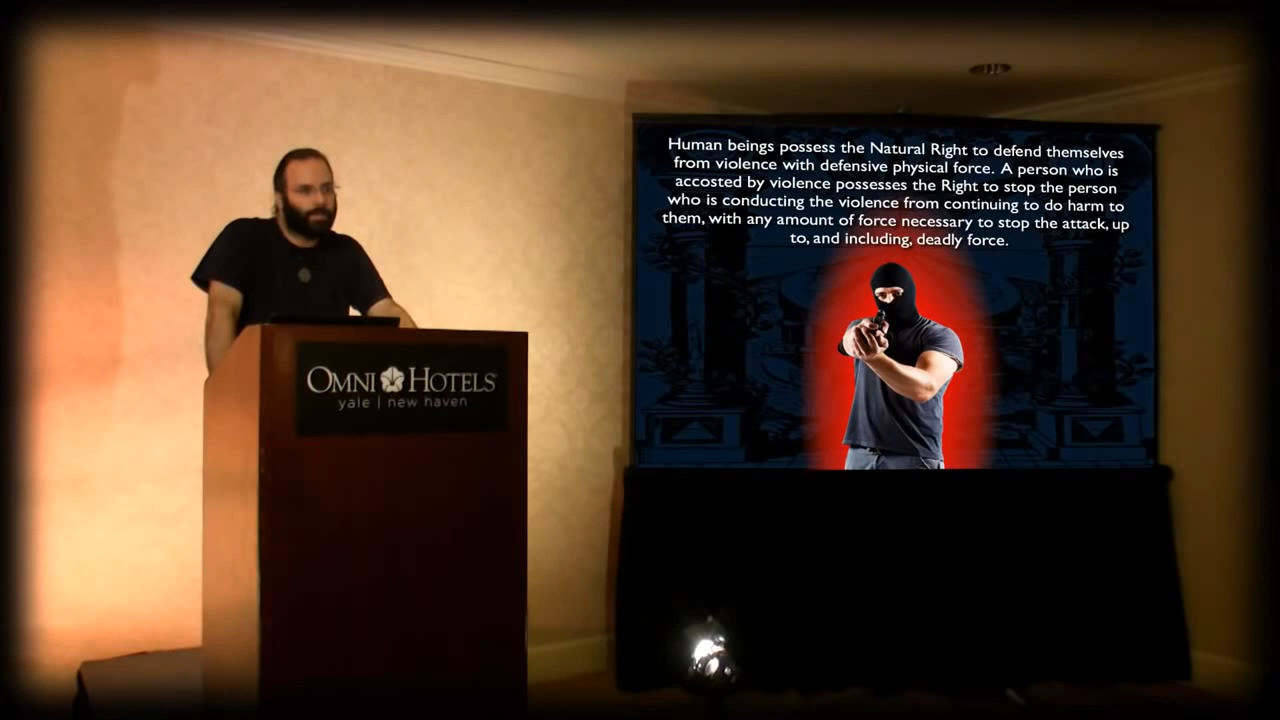 Human beings possess the Natural Right to defend themselves
from violence with defensive physical force. A person who is
accosted by violence possesses the Right to stop the person
who is conducting the violence from continuing to do harm to
them, with any amount of force necessary to stop the attack, up
to, and including, deadly force.
OMNI HOTELS
yale | new haven